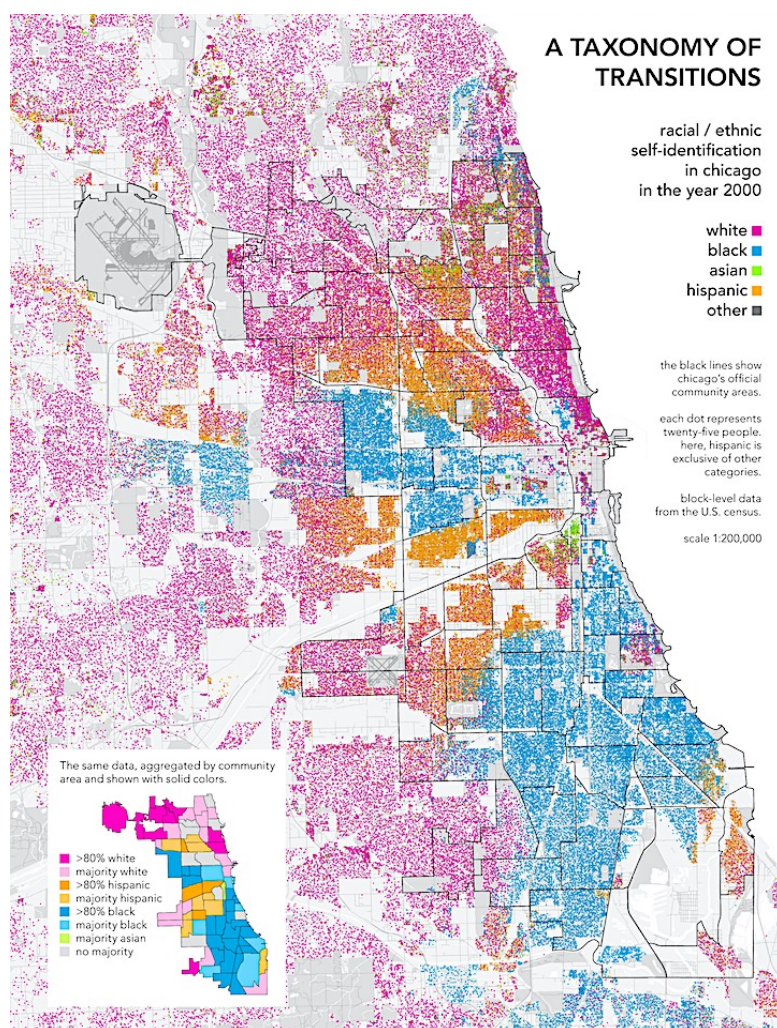 A TAXONOMY OF
TRANSITIONS
racial / ethnic
self-identification
in chicago
in the year 2000
white
black
asian
hispanic
other
the black lines show
chicago's official
community areas.
each dot represents
twenty-five people.
here, hispanic is
exclusive of other
categories.
block-level data
from the U.S. census.
scale 1:200,000
The same data, aggregated by community
area and shown with solid colors.
>80% white
majority white
>80% hispanic
majority hispanic
>80% black
majority black
majority asian
no majority